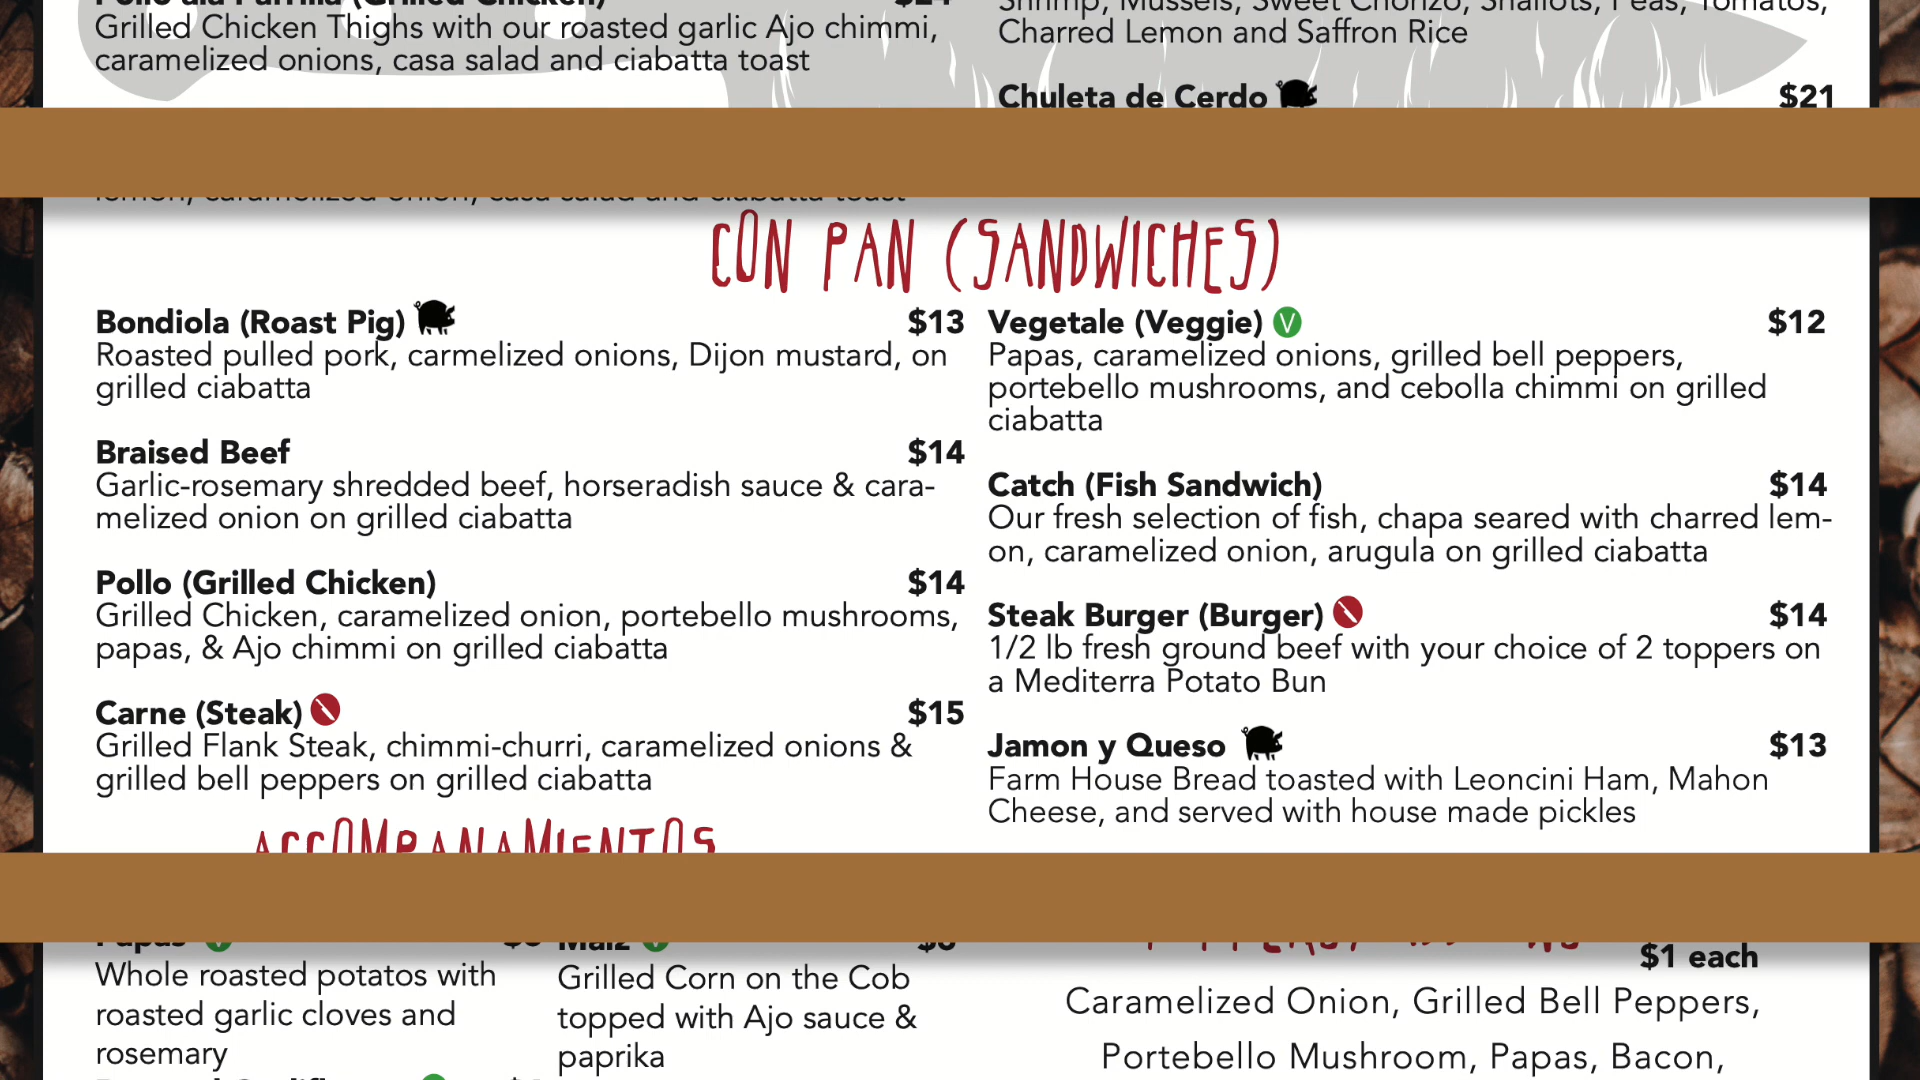 Grilled Chicken Thighs with our roasted garlic Ajo chimmi,
caramelized onions, casa salad and ciabatta toast
Shrimp, Mussels, Sweet Chorizo, Shallots, Peas, Tomatos,
Charred Lemon and Saffron Rice
Chuleta de Cerdo $21
CON PAN (SANDWICHES)
Bondiola (Roast Pig) $13
Roasted pulled pork, carmelized onions, Dijon mustard, on
grilled ciabatta
Braised Beef $14
Garlic-rosemary shredded beef, horseradish sauce & cara-
melized onion on grilled ciabatta
Pollo (Grilled Chicken) $14
Grilled Chicken, caramelized onion, portebello mushrooms,
papas, & Ajo chimmi on grilled ciabatta
Carne (Steak) $15
Grilled Flank Steak, chimmi-churri, caramelized onions &
grilled bell peppers on grilled ciabatta
Vegetale (Veggie) V $12
Papas, caramelized onions, grilled bell peppers,
portebello mushrooms, and cebolla chimmi on grilled
ciabatta
Catch (Fish Sandwich) $14
Our fresh selection of fish, chapa seared with charred lem-
on, caramelized onion, arugula on grilled ciabatta
Steak Burger (Burger) $14
1/2 lb fresh ground beef with your choice of 2 toppers on
a Mediterra Potato Bun
Jamon y Queso $13
Farm House Bread toasted with Leoncini Ham, Mahon
Cheese, and served with house made pickles
ACCOMPANAMIENTOS
Papas
Whole roasted potatos with
roasted garlic cloves and
rosemary
Maiz
Grilled Corn on the Cob
topped with Ajo sauce &
paprika
$1 each
Caramelized Onion, Grilled Bell Peppers,
Portebello Mushroom, Papas, Bacon,